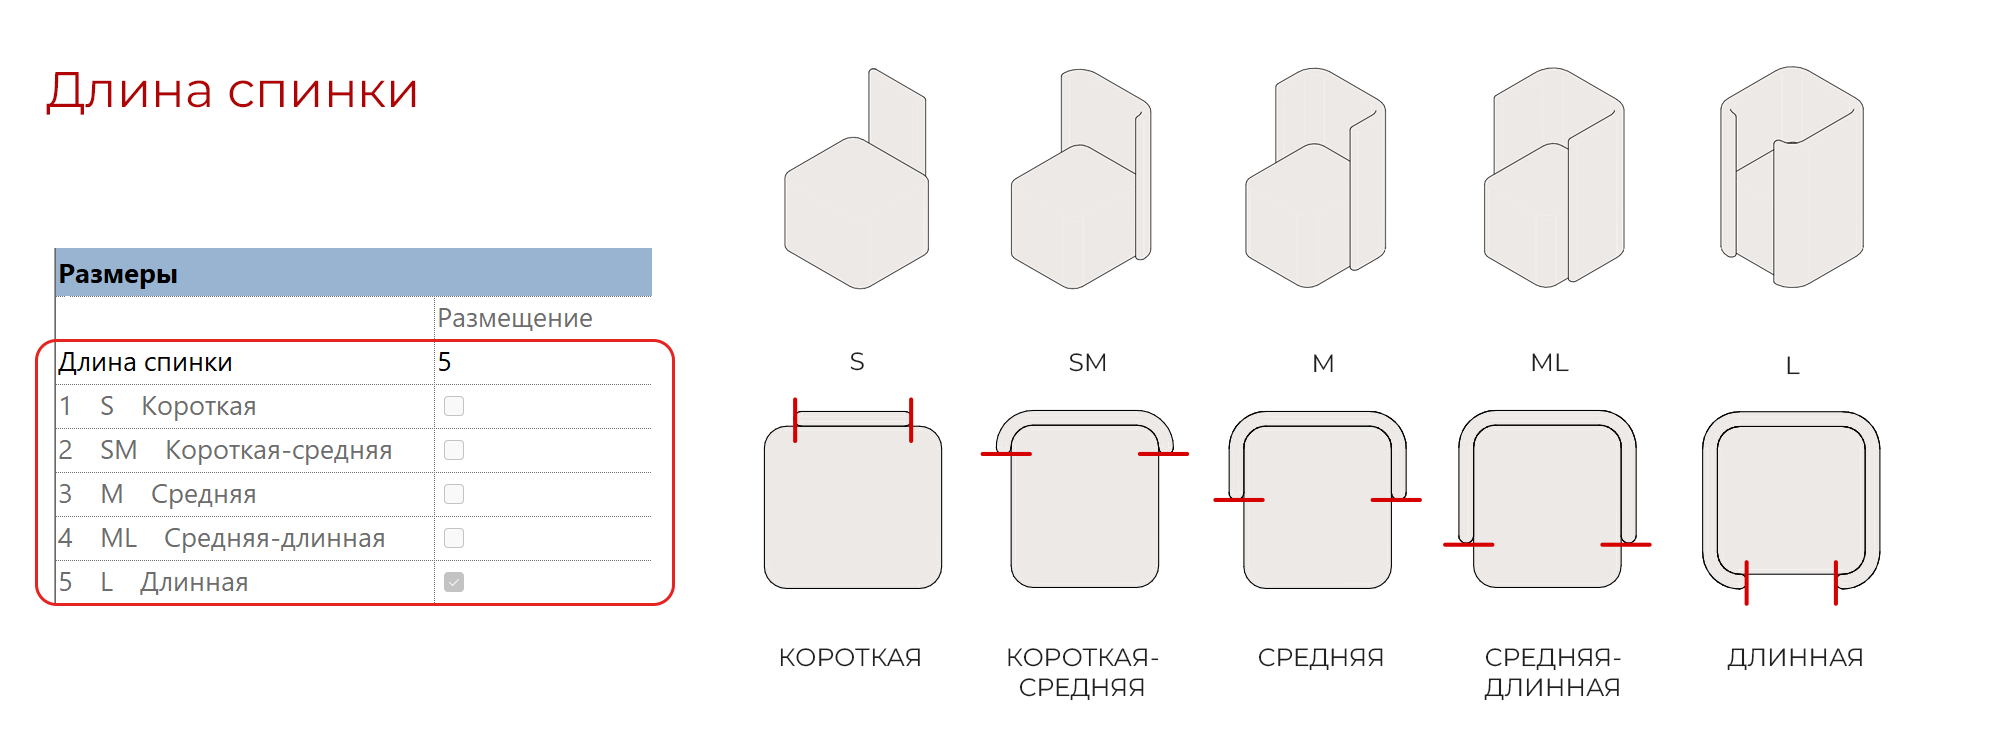 Длина спинки
Размеры
Размещение
Длина спинки 5
1 S Короткая
2 SM Короткая-средняя
3 M Средняя
4 ML Средняя-длинная
5 L Длинная
S SM M ML L
КОРОТКАЯ КОРОТКАЯ- СРЕДНЯЯ СРЕДНЯЯ- ДЛИННАЯ
СРЕДНЯЯ ДЛИННАЯ